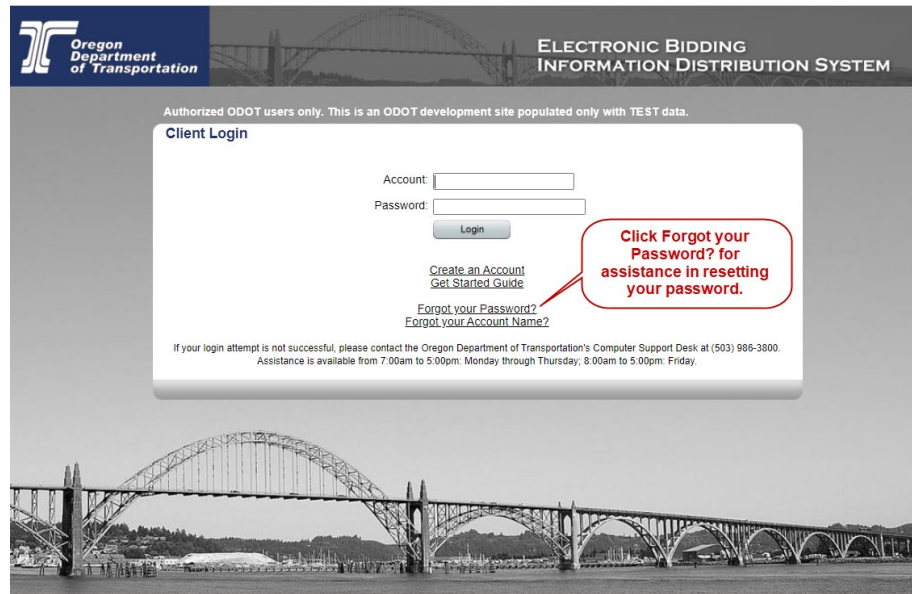 Oregon
Department
of Transportation
ELECTRONIC BIDDING
INFORMATION DISTRIBUTION SYSTEM
Authorized ODOT users only. This is an ODOT development site populated only with TEST data.
Client Login
Account:
Password:
Login
Click Forgot your
Password? for
assistance in resetting
your password.
Create an Account
Get Started Guide
Forgot your Password?
Forgot your Account Name?
If your login attempt is not successful, please contact the Oregon Department of Transportation's Computer Support Desk at (503) 986-3800.
Assistance is available from 7:00am to 5:00pm: Monday through Thursday; 8:00am to 5:00pm: Friday.